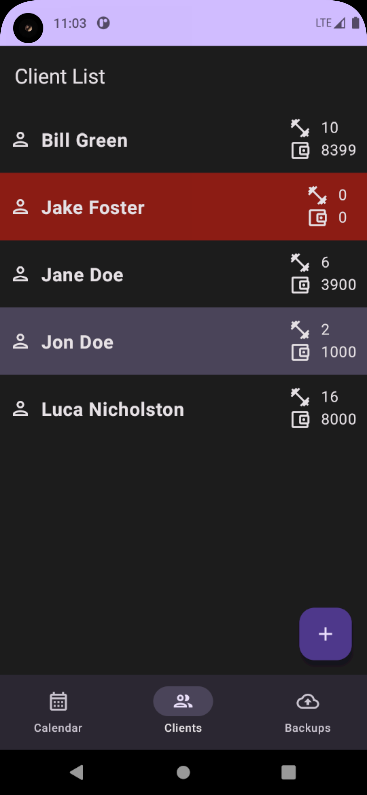 11:03 LTE
Client List
Bill Green 10
8399
Jake Foster 0
0
Jane Doe 6
3900
Jon Doe 2
1000
Luca Nicholston 16
8000
+
Calendar Clients Backups